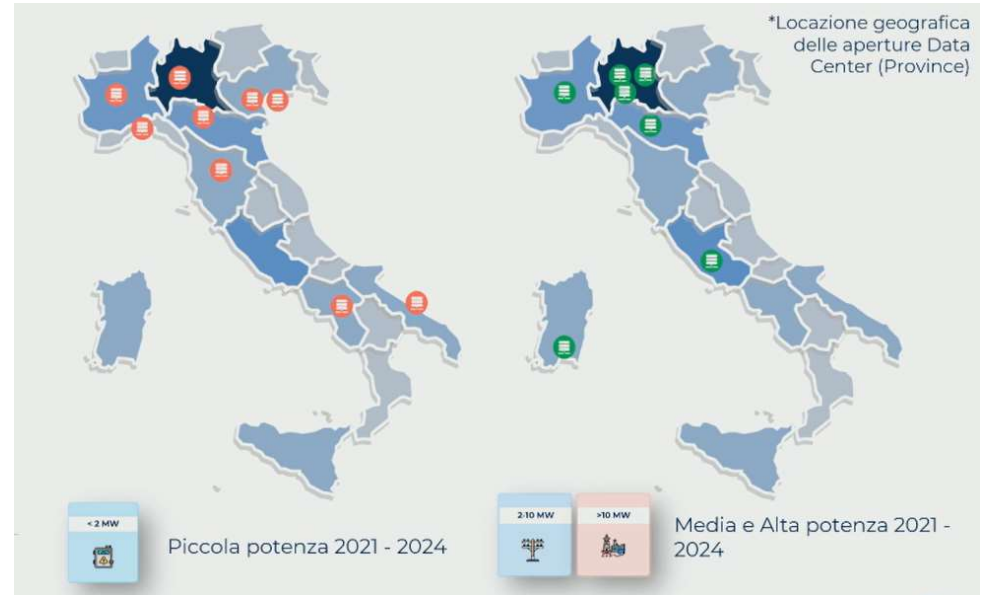 *Locazione geografica
delle aperture Data
Center (Province)
< 2 MW
Piccola potenza 2021 - 2024
2-10 MW
>10 MW
Media e Alta potenza 2021 -
2024